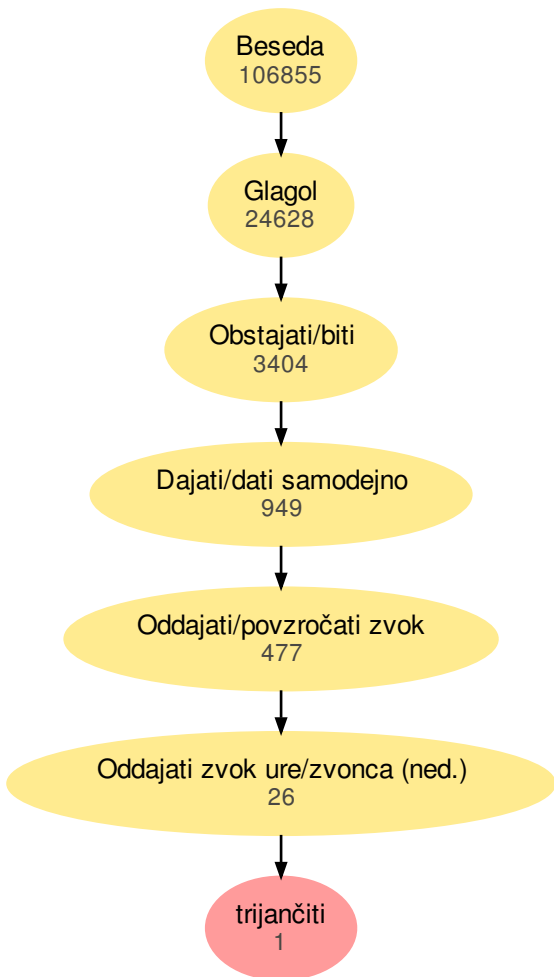 Beseda
106855
Glagol
24628
Obstajati/biti
3404
Dajati/dati samodejno
949
Oddajati/povzročati zvok
477
Oddajati zvok ure/zvonca (ned.)
26
trijančiti
1